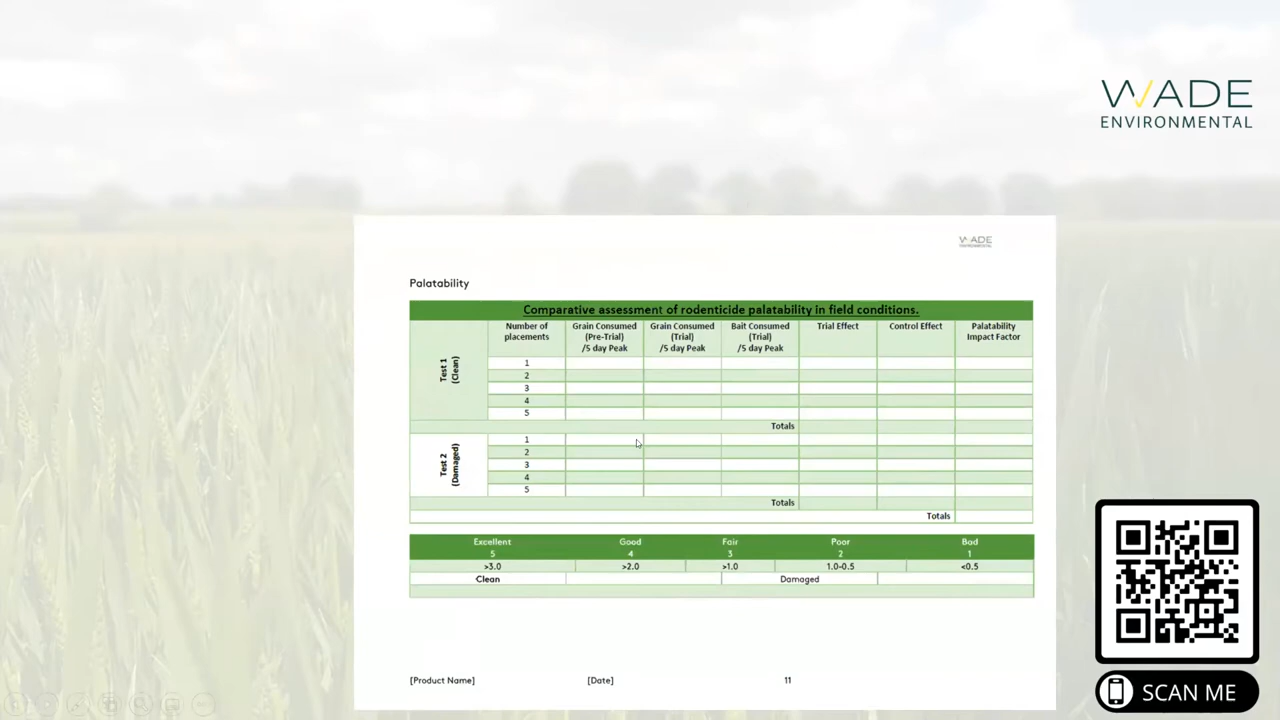 WADE
ENVIRONMENTAL
WADE
ENVIRONMENTAL
Palatability
Comparative assessment of rodenticide palatability in field conditions.
Test 1
(Clean)
Number of
placements
Grain Consumed
(Pre-Trial)
/5 day Peak
Grain Consumed
(Trial)
/5 day Peak
Bait Consumed
(Trial)
/5 day Peak
Trial Effect
Control Effect
Palatability
Impact Factor
1
2
3
4
5
Totals
Test 2
(Damaged)
1
2
3
4
5
Totals
Totals
Excellent Good Fair Poor Bad
5 4 3 2 1
>3.0 >2.0 >1.0 1.0-0.5 <0.5
Clean Damaged
[Product Name] [Date] 11
SCAN ME